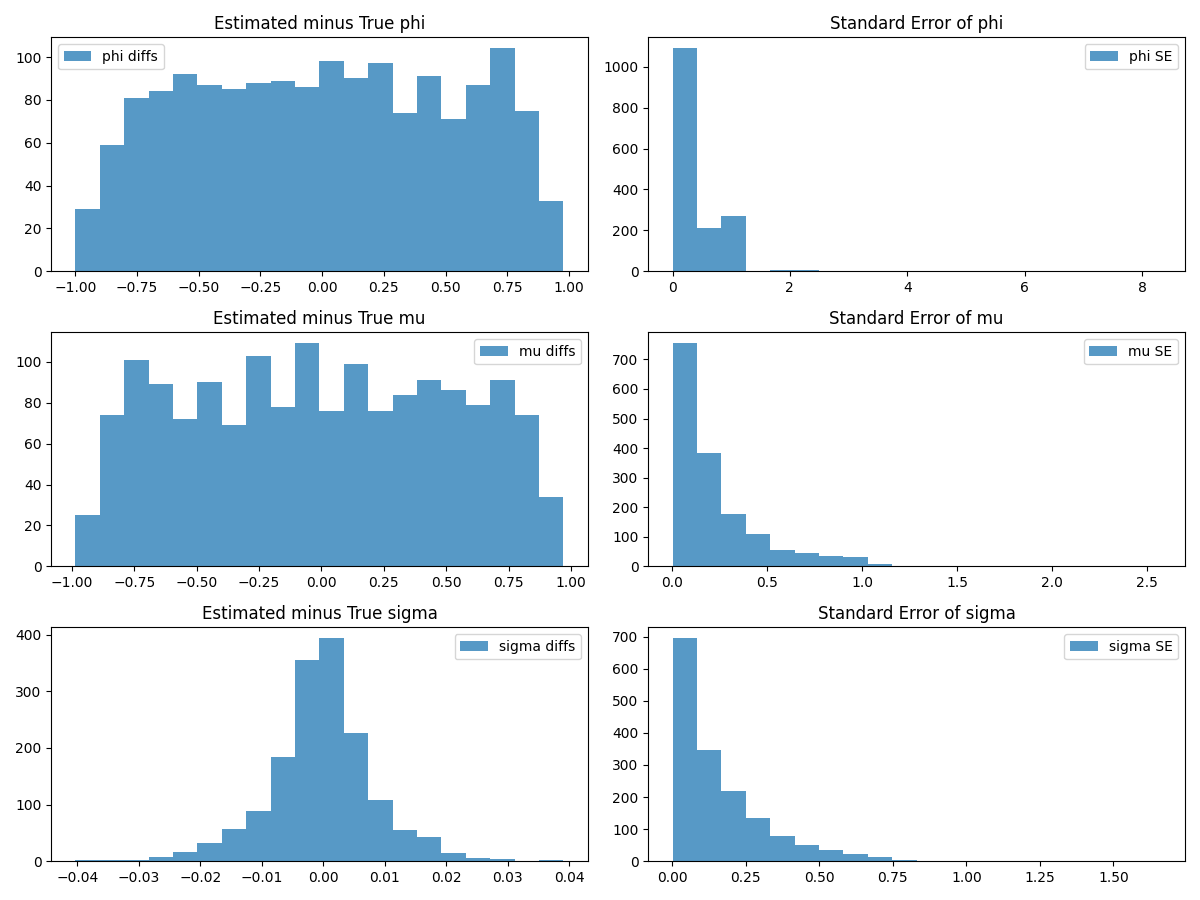 Estimated minus True phi
phi diffs
100
80
60
40
20
0
−1.00 −0.75 −0.50 −0.25 0.00 0.25 0.50 0.75 1.00
Standard Error of phi
phi SE
1000
800
600
400
200
0
0 2 4 6 8
Estimated minus True mu
mu diffs
100
80
60
40
20
0
−1.00 −0.75 −0.50 −0.25 0.00 0.25 0.50 0.75 1.00
Standard Error of mu
mu SE
700
600
500
400
300
200
100
0
0.0 0.5 1.0 1.5 2.0 2.5
Estimated minus True sigma
sigma diffs
400
300
200
100
0
−0.04 −0.03 −0.02 −0.01 0.00 0.01 0.02 0.03 0.04
Standard Error of sigma
sigma SE
700
600
500
400
300
200
100
0
0.00 0.25 0.50 0.75 1.00 1.25 1.50